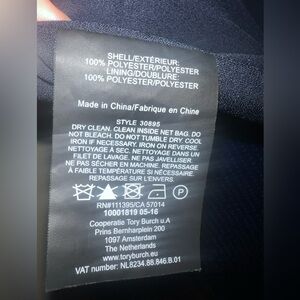 SHELL/EXTÉRIEUR:
100% POLYESTER/POLYESTER
LINING/DOUBLURE:
100% POLYESTER/POLYESTER
Made in China/Fabriqué en Chine
STYLE 30895
DRY CLEAN. CLEAN INSIDE NET BAG. DO
NOT BLEACH. DO NOT TUMBLE DRY. COOL
IRON IF NECESSARY. IRON ON REVERSE
NETTOYAGE À SEC. NETTOYAGE DANS UN
FILET DE LAVAGE. NE PAS JAVELLISER.
NE PAS SÉCHER EN MACHINE. REPASSAGE
À FAIBLE TEMPÉRATURE SI NÉCESSAIRE.
REPASSAGE SUR L'ENVERS.
P
RN#111395/CA 57014
10001819 05-16
Cooperatie Tory Burch u.A
Prins Bernhardplein 200
1097 Amsterdam
The Netherlands
www.toryburch.com
VAT number: NL8234.86.846.B.01